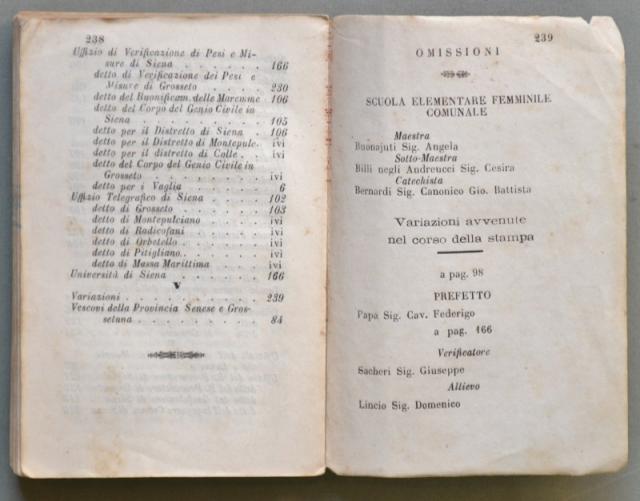 238
Uffizio di Verificazione di Pesi e Mi-
sure di Siena . . . . . . . 166
detto di Verificazione dei Pesi e
Misure di Grosseto . . . . . 230
detto del Buonificam. delle Maremme 106
detto del Corpo del Genio Civile in
Siena . . . . . . . . . 105
detto per il Distretto di Siena . 106
detto per il Distretto di Montepulc. ivi
detto per il distretto di Colle . . ivi
detto del Corpo del Genio Civile in
Grosseto . . . . . . . . ivi
detto per i Vaglia . . . . . . 6
Uffizio Telegrafico di Siena . . . . 102
detto di Grosseto . . . . . . 103
detto di Montepulciano . . . . ivi
detto di Radicofani . . . . . ivi
detto di Orbetello . . . . . . ivi
detto di Pitigliano . . . . . . ivi
detto di Massa Marittima . . . ivi
Università di Siena . . . . . . . 166
V
Variazioni . . . . . . . . . . 239
Vescovi della Provincia Senese e Gros-
setana . . . . . . . . . 84
239
OMISSIONI
SCUOLA ELEMENTARE FEMMINILE
COMUNALE
Maestra
Buonajuti Sig. Angela
Sotto-Maestra
Billi negli Andreucci Sig. Cesira
Catechista
Bernardi Sig. Canonico Gio. Battista
Variazioni avvenute
nel corso della stampa
a pag. 98
PREFETTO
Papa Sig. Cav. Federigo
a pag. 166
Verificatore
Sacheri Sig. Giuseppe
Allievo
Lincio Sig. Domenico